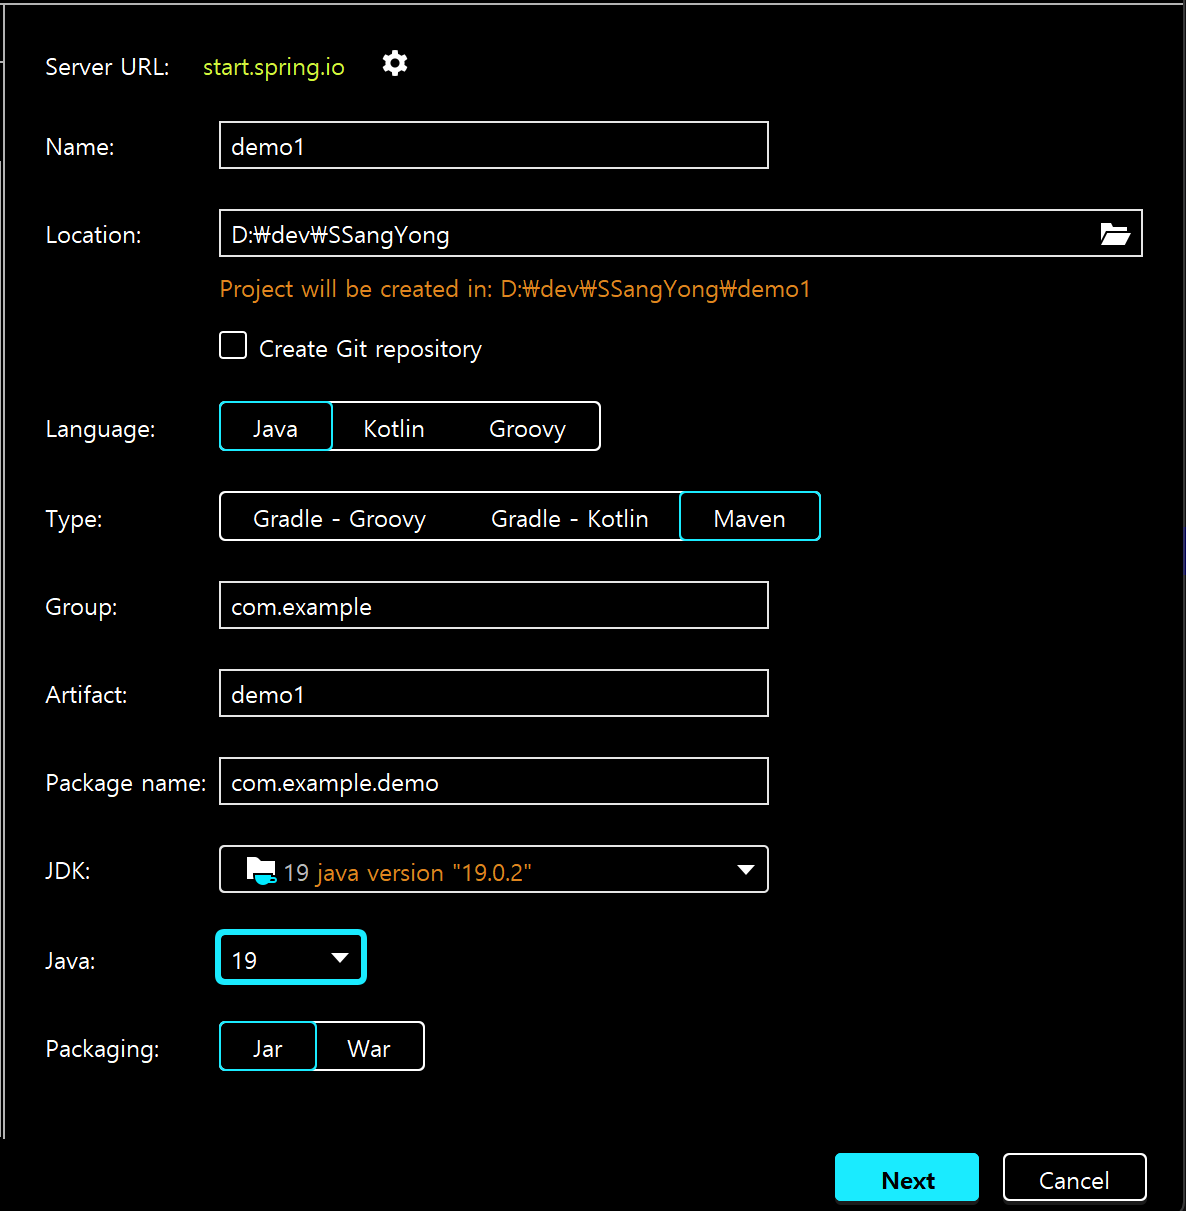 Server URL: start.spring.io
Name: demo1
Location: D:₩dev₩SSangYong
Project will be created in: D:₩dev₩SSangYong₩demo1
Create Git repository
Language: Java Kotlin Groovy
Type: Gradle - Groovy Gradle - Kotlin Maven
Group: com.example
Artifact: demo1
Package name: com.example.demo
JDK: 19 java version "19.0.2"
Java: 19
Packaging: Jar War
Next Cancel